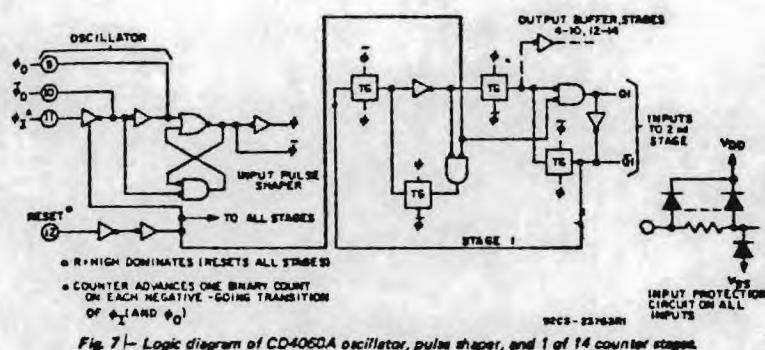 OSCILLATOR
φO 9
φ̄O 10
φI 11
INPUT PULSE
SHAPER
φ
φ̄
RESET
12
TO ALL STAGES
R=HIGH DOMINATES (RESETS ALL STAGES)
COUNTER ADVANCES ONE BINARY COUNT
ON EACH NEGATIVE-GOING TRANSITION
OF φI (AND φO)
OUTPUT BUFFER, STAGES
4-10, 12-14
φ̄
TG
φ
φ
TG
φ̄
φ
TG
φ̄
φ̄
TG
φ
Q1
Q̄1
INPUTS
TO 2nd
STAGE
STAGE 1
VDD
VSS
INPUT PROTECTION
CIRCUIT ON ALL
INPUTS
Fig. 7 – Logic diagram of CD4060A oscillator, pulse shaper, and 1 of 14 counter stages.